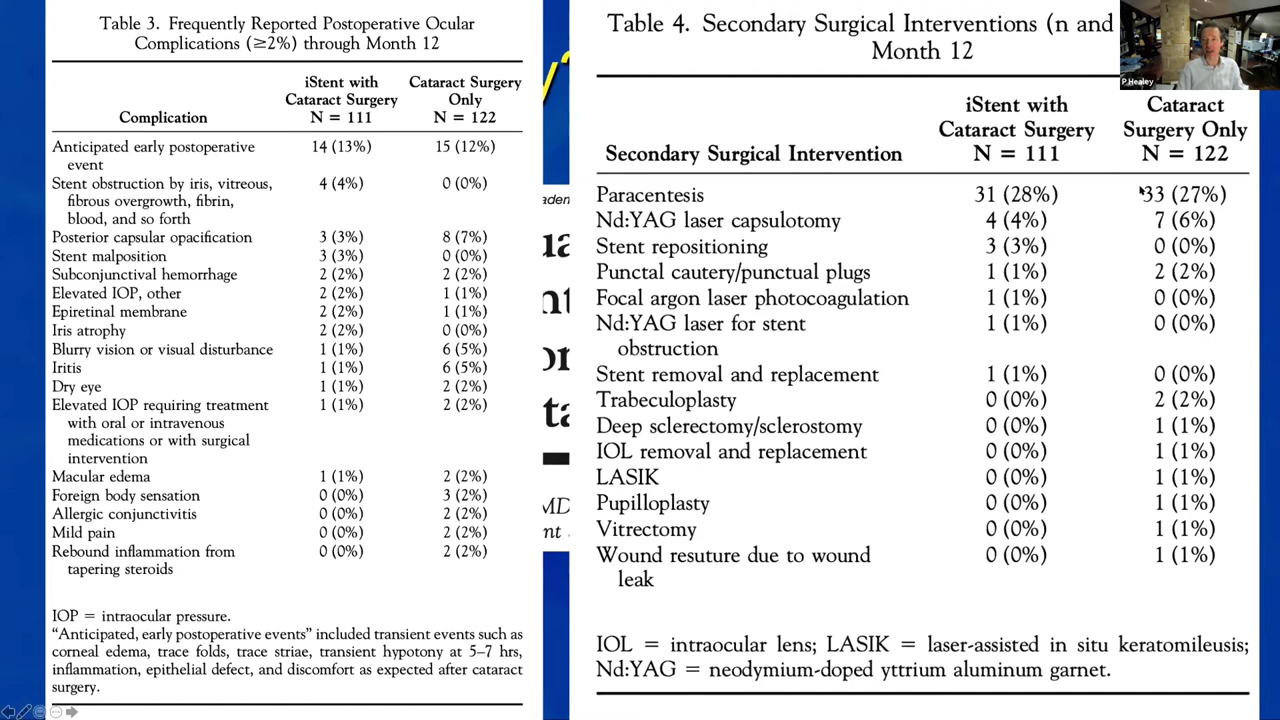 Table 3. Frequently Reported Postoperative Ocular
Complications (≥2%) through Month 12
iStent with Cataract Surgery
Cataract Surgery Only
Complication N = 111 N = 122
Anticipated early postoperative 14 (13%) 15 (12%)
event
Stent obstruction by iris, vitreous, 4 (4%) 0 (0%)
fibrous overgrowth, fibrin,
blood, and so forth
Posterior capsular opacification 3 (3%) 8 (7%)
Stent malposition 3 (3%) 0 (0%)
Subconjunctival hemorrhage 2 (2%) 2 (2%)
Elevated IOP, other 2 (2%) 1 (1%)
Epiretinal membrane 2 (2%) 1 (1%)
Iris atrophy 2 (2%) 0 (0%)
Blurry vision or visual disturbance 1 (1%) 6 (5%)
Iritis 1 (1%) 6 (5%)
Dry eye 1 (1%) 2 (2%)
Elevated IOP requiring treatment 1 (1%) 2 (2%)
with oral or intravenous
medications or with surgical
intervention
Macular edema 1 (1%) 2 (2%)
Foreign body sensation 0 (0%) 3 (2%)
Allergic conjunctivitis 0 (0%) 2 (2%)
Mild pain 0 (0%) 2 (2%)
Rebound inflammation from 0 (0%) 2 (2%)
tapering steroids
IOP = intraocular pressure.
“Anticipated, early postoperative events” included transient events such as
corneal edema, trace folds, trace striae, transient hypotony at 5–7 hrs,
inflammation, epithelial defect, and discomfort as expected after cataract
surgery.
Table 4. Secondary Surgical Interventions (n and
Month 12
iStent with Cataract Surgery
Cataract Surgery Only
Secondary Surgical Intervention N = 111 N = 122
Paracentesis 31 (28%) 33 (27%)
Nd:YAG laser capsulotomy 4 (4%) 7 (6%)
Stent repositioning 3 (3%) 0 (0%)
Punctal cautery/punctual plugs 1 (1%) 2 (2%)
Focal argon laser photocoagulation 1 (1%) 0 (0%)
Nd:YAG laser for stent 1 (1%) 0 (0%)
obstruction
Stent removal and replacement 1 (1%) 0 (0%)
Trabeculoplasty 0 (0%) 2 (2%)
Deep sclerectomy/sclerostomy 0 (0%) 1 (1%)
IOL removal and replacement 0 (0%) 1 (1%)
LASIK 0 (0%) 1 (1%)
Pupilloplasty 0 (0%) 1 (1%)
Vitrectomy 0 (0%) 1 (1%)
Wound resuture due to wound 0 (0%) 1 (1%)
leak
IOL = intraocular lens; LASIK = laser-assisted in situ keratomileusis;
Nd:YAG = neodymium-doped yttrium aluminum garnet.
P Healey